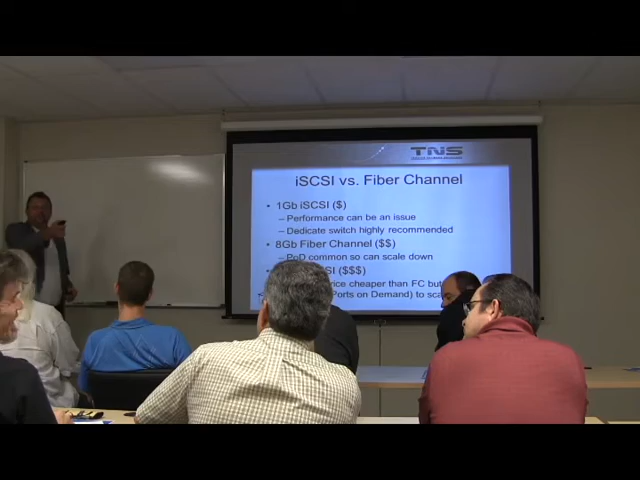 TNS
iSCSI vs. Fiber Channel
• 1Gb iSCSI ($)
– Performance can be an issue
– Dedicate switch highly recommended
• 8Gb Fiber Channel ($$)
– PoD common so can scale down
SI ($$$)
rice cheaper than FC but
Ports on Demand) to sca